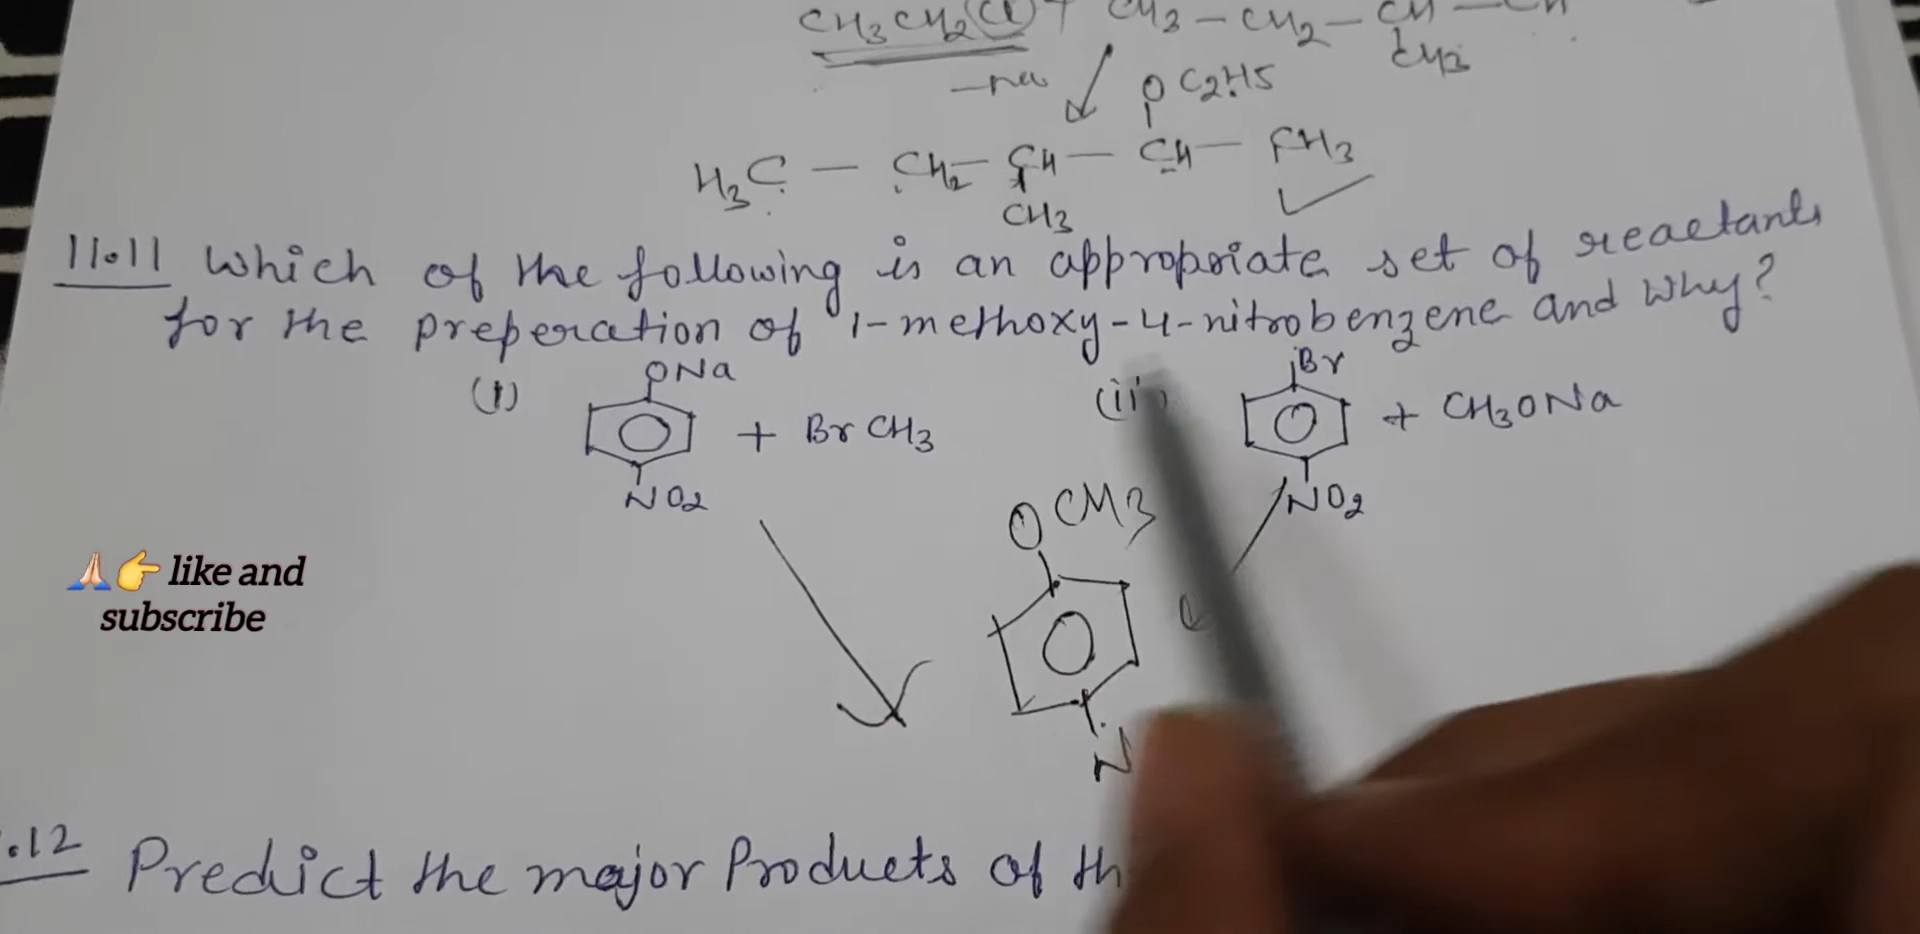 CH3CH2Cl + CH3-CH2-CH-CH
CH3
-Na
OC2H5
H3C-CH2-CH-CH-CH3
CH3
11.11 Which of the following is an appropriate set of reactants
for the preperation of 1-methoxy-4-nitrobenzene and why?
(i)
ONa
+ BrCH3
NO2
(ii)
Br
+ CH3ONa
NO2
OCH3
N
like and
subscribe
.12 Predict the major Products of th